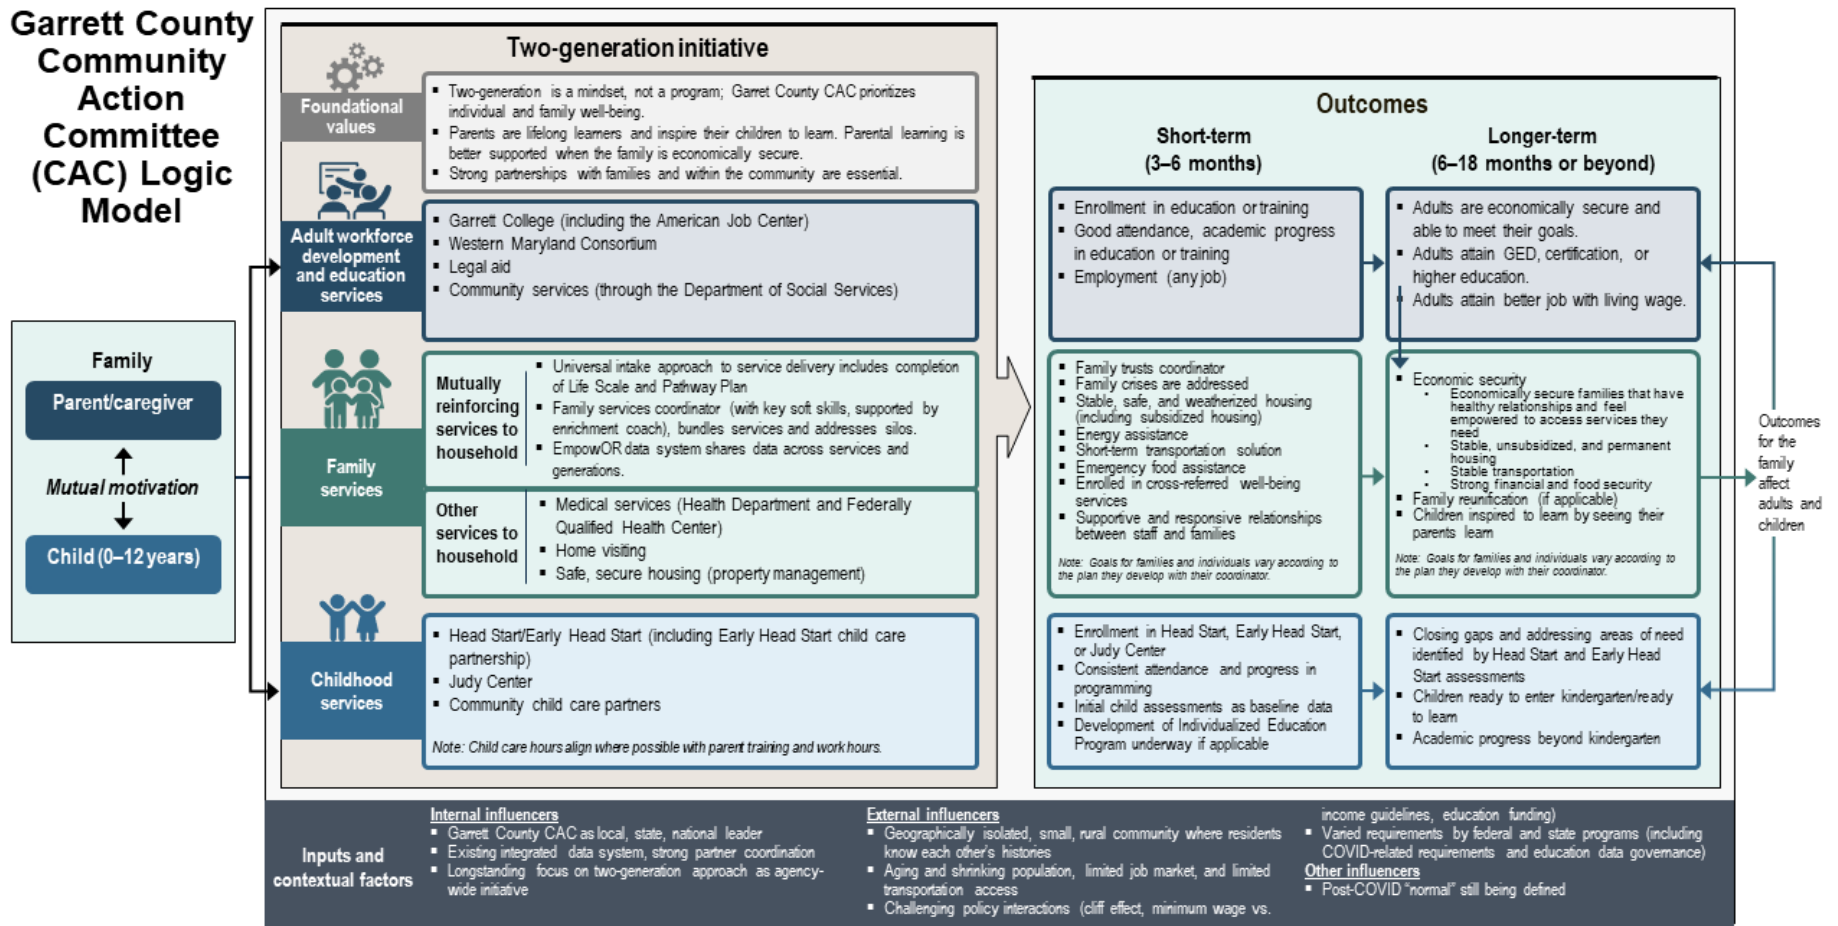 Garrett County
Community
Action
Committee
(CAC) Logic
Model
Family
Parent/caregiver
Mutual motivation
Child (0–12 years)
Two-generation initiative
Foundational
values
▪ Two-generation is a mindset, not a program; Garret County CAC prioritizes
individual and family well-being.
▪ Parents are lifelong learners and inspire their children to learn. Parental learning is
better supported when the family is economically secure.
▪ Strong partnerships with families and within the community are essential.
Adult workforce
development
and education
services
▪ Garrett College (including the American Job Center)
▪ Western Maryland Consortium
▪ Legal aid
▪ Community services (through the Department of Social Services)
Family
services
Mutually
reinforcing
services to
household
▪ Universal intake approach to service delivery includes completion
of Life Scale and Pathway Plan
▪ Family services coordinator (with key soft skills, supported by
enrichment coach), bundles services and addresses silos.
▪ EmpowOR data system shares data across services and
generations.
Other
services to
household
▪ Medical services (Health Department and Federally
Qualified Health Center)
▪ Home visiting
▪ Safe, secure housing (property management)
Childhood
services
▪ Head Start/Early Head Start (including Early Head Start child care
partnership)
▪ Judy Center
▪ Community child care partners
Note: Child care hours align where possible with parent training and work hours.
Outcomes
Short-term
(3–6 months)
▪ Enrollment in education or training
▪ Good attendance, academic progress
in education or training
▪ Employment (any job)
▪ Family trusts coordinator
▪ Family crises are addressed
▪ Stable, safe, and weatherized housing
(including subsidized housing)
▪ Energy assistance
▪ Short-term transportation solution
▪ Emergency food assistance
▪ Enrolled in cross-referred well-being
services
▪ Supportive and responsive relationships
between staff and families
Note: Goals for families and individuals vary according to
the plan they develop with their coordinator.
▪ Enrollment in Head Start, Early Head Start,
or Judy Center
▪ Consistent attendance and progress in
programming
▪ Initial child assessments as baseline data
▪ Development of Individualized Education
Program underway if applicable
Longer-term
(6–18 months or beyond)
▪ Adults are economically secure and
able to meet their goals.
▪ Adults attain GED, certification, or
higher education.
▪ Adults attain better job with living wage.
▪ Economic security
▪ Economically secure families that have
healthy relationships and feel
empowered to access services they
need
▪ Stable, unsubsidized, and permanent
housing
▪ Stable transportation
▪ Strong financial and food security
▪ Family reunification (if applicable)
▪ Children inspired to learn by seeing their
parents learn
Note: Goals for families and individuals vary according to
the plan they develop with their coordinator.
▪ Closing gaps and addressing areas of need
identified by Head Start and Early Head
Start assessments
▪ Children ready to enter kindergarten/ready
to learn
▪ Academic progress beyond kindergarten
Outcomes
for the
family
affect
adults and
children
Inputs and
contextual factors
Internal influencers
▪ Garrett County CAC as local, state, national leader
▪ Existing integrated data system, strong partner coordination
▪ Longstanding focus on two-generation approach as agency-
wide initiative
External influencers
▪ Geographically isolated, small, rural community where residents
know each other's histories
▪ Aging and shrinking population, limited job market, and limited
transportation access
▪ Challenging policy interactions (cliff effect, minimum wage vs.
income guidelines, education funding)
▪ Varied requirements by federal and state programs (including
COVID-related requirements and education data governance)
Other influencers
▪ Post-COVID “normal” still being defined